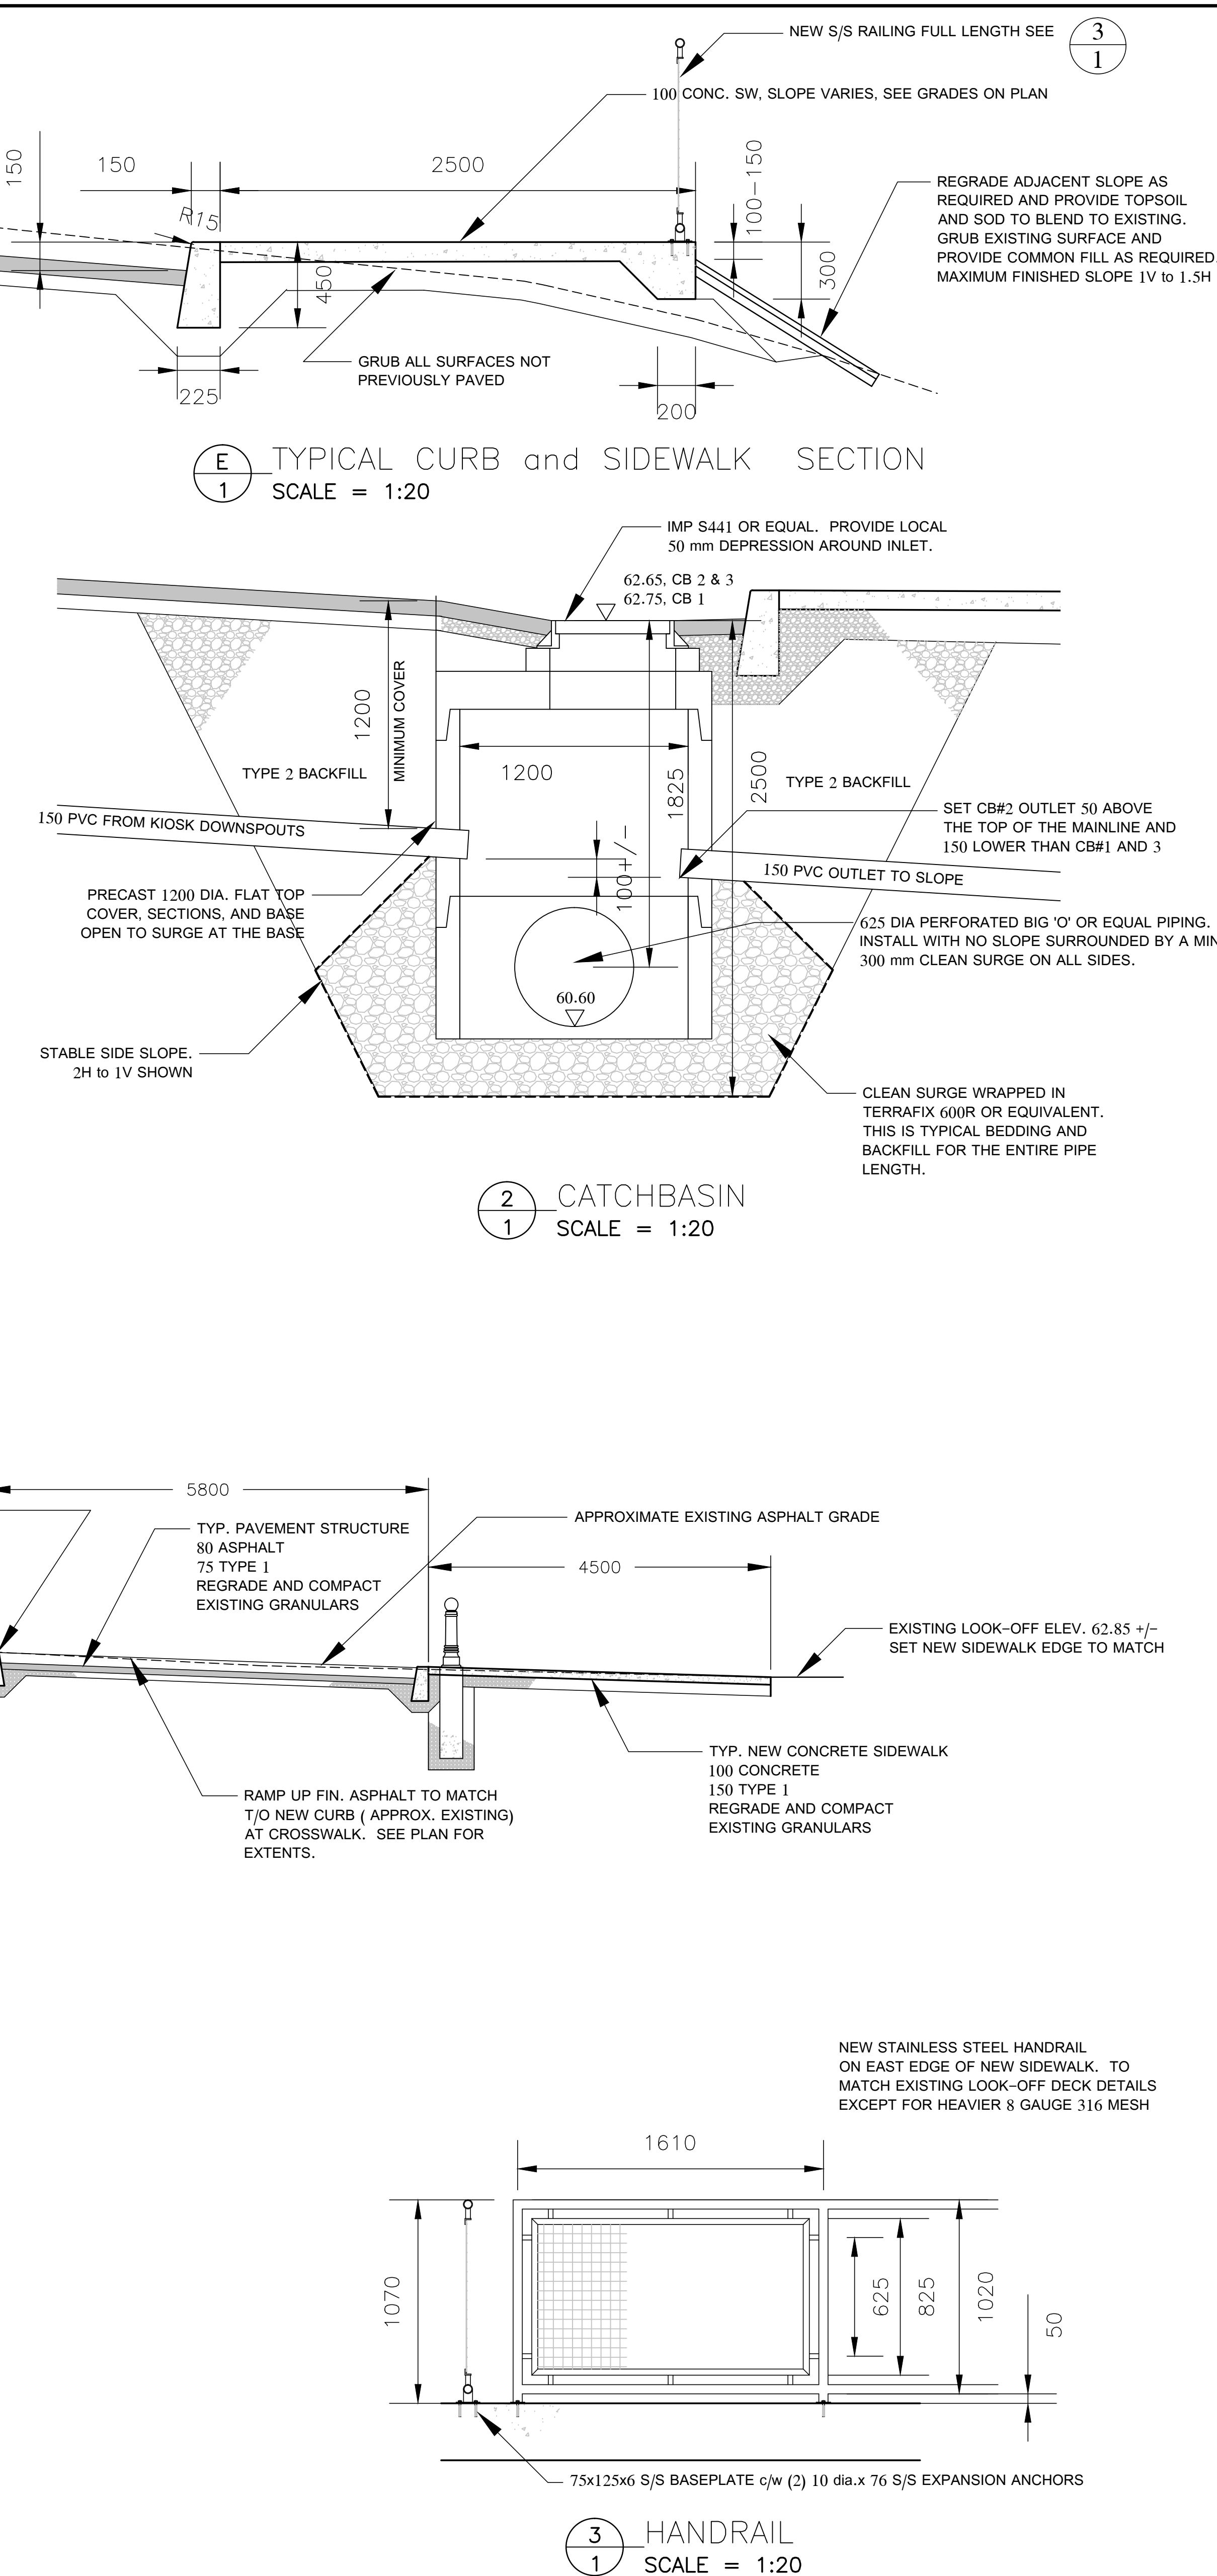 NEW S/S RAILING FULL LENGTH SEE
3
1
100 CONC. SW, SLOPE VARIES, SEE GRADES ON PLAN
150
150
2500
100-150
R15
450
300
REGRADE ADJACENT SLOPE AS
REQUIRED AND PROVIDE TOPSOIL
AND SOD TO BLEND TO EXISTING.
GRUB EXISTING SURFACE AND
PROVIDE COMMON FILL AS REQUIRED.
MAXIMUM FINISHED SLOPE 1V to 1.5H
GRUB ALL SURFACES NOT
PREVIOUSLY PAVED
225
200
E
1
TYPICAL CURB and SIDEWALK SECTION
SCALE = 1:20
IMP S441 OR EQUAL. PROVIDE LOCAL
50 mm DEPRESSION AROUND INLET.
62.65, CB 2 & 3
62.75, CB 1
1200
MINIMUM COVER
1200
1825
2500
100+/-
TYPE 2 BACKFILL
TYPE 2 BACKFILL
150 PVC FROM KIOSK DOWNSPOUTS
SET CB#2 OUTLET 50 ABOVE
THE TOP OF THE MAINLINE AND
150 LOWER THAN CB#1 AND 3
150 PVC OUTLET TO SLOPE
PRECAST 1200 DIA. FLAT TOP
COVER, SECTIONS, AND BASE
OPEN TO SURGE AT THE BASE
625 DIA PERFORATED BIG 'O' OR EQUAL PIPING.
INSTALL WITH NO SLOPE SURROUNDED BY A MIN
300 mm CLEAN SURGE ON ALL SIDES.
60.60
STABLE SIDE SLOPE.
2H to 1V SHOWN
CLEAN SURGE WRAPPED IN
TERRAFIX 600R OR EQUIVALENT.
THIS IS TYPICAL BEDDING AND
BACKFILL FOR THE ENTIRE PIPE
LENGTH.
2
1
CATCHBASIN
SCALE = 1:20
5800
TYP. PAVEMENT STRUCTURE
80 ASPHALT
75 TYPE 1
REGRADE AND COMPACT
EXISTING GRANULARS
APPROXIMATE EXISTING ASPHALT GRADE
4500
EXISTING LOOK-OFF ELEV. 62.85 +/-
SET NEW SIDEWALK EDGE TO MATCH
TYP. NEW CONCRETE SIDEWALK
100 CONCRETE
150 TYPE 1
REGRADE AND COMPACT
EXISTING GRANULARS
RAMP UP FIN. ASPHALT TO MATCH
T/O NEW CURB ( APPROX. EXISTING)
AT CROSSWALK. SEE PLAN FOR
EXTENTS.
NEW STAINLESS STEEL HANDRAIL
ON EAST EDGE OF NEW SIDEWALK. TO
MATCH EXISTING LOOK-OFF DECK DETAILS
EXCEPT FOR HEAVIER 8 GAUGE 316 MESH
1610
1070
625
825
1020
50
75x125x6 S/S BASEPLATE c/w (2) 10 dia.x 76 S/S EXPANSION ANCHORS
3
1
HANDRAIL
SCALE = 1:20